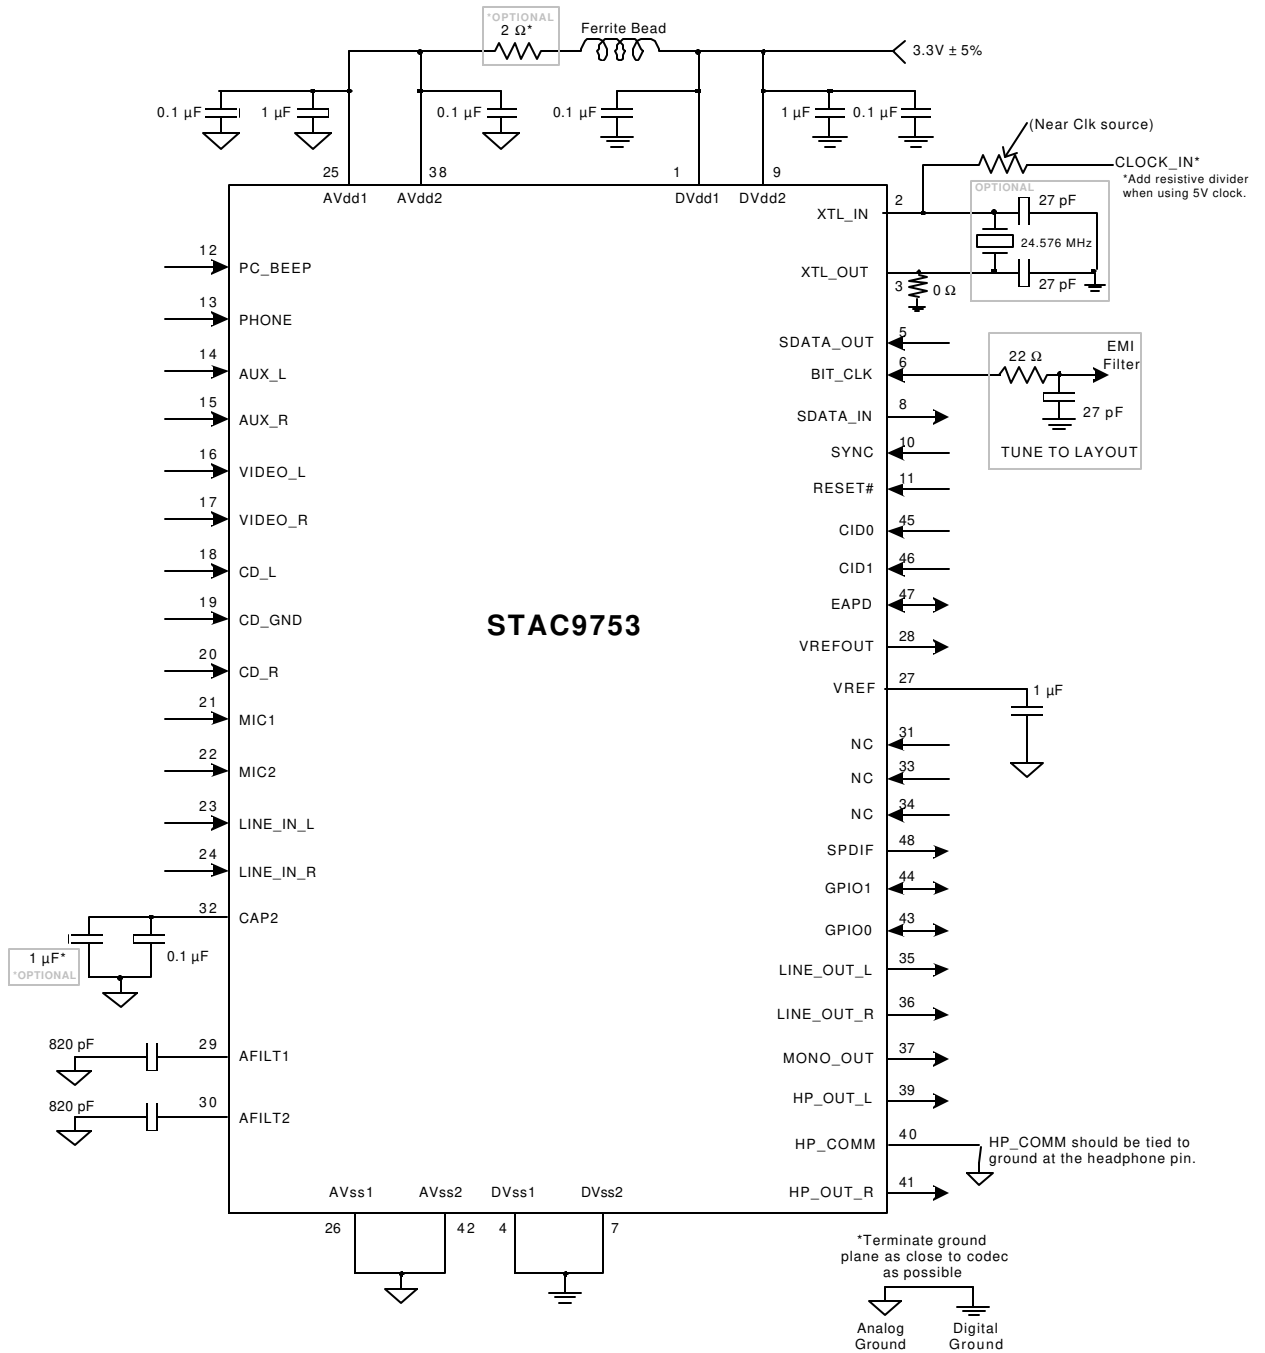 *OPTIONAL
2 Ω*
Ferrite Bead
3.3V ± 5%
0.1 µF
1 µF
0.1 µF
0.1 µF
1 µF
0.1 µF
(Near Clk source)
CLOCK_IN*
*Add resistive divider
when using 5V clock.
25
38
1
9
AVdd1
AVdd2
DVdd1
DVdd2
2
XTL_IN
OPTIONAL
27 pF
24.576 MHz
27 pF
XTL_OUT
3
0 Ω
12
PC_BEEP
13
PHONE
14
AUX_L
15
AUX_R
16
VIDEO_L
17
VIDEO_R
18
CD_L
19
CD_GND
20
CD_R
21
MIC1
22
MIC2
23
LINE_IN_L
24
LINE_IN_R
32
CAP2
1 µF*
*OPTIONAL
0.1 µF
820 pF
29
AFILT1
820 pF
30
AFILT2
STAC9753
SDATA_OUT
5
BIT_CLK
6
22 Ω
EMI
Filter
27 pF
TUNE TO LAYOUT
SDATA_IN
8
SYNC
10
RESET#
11
CID0
45
CID1
46
EAPD
47
VREFOUT
28
VREF
27
1 µF
NC
31
NC
33
NC
34
SPDIF
48
GPIO1
44
GPIO0
43
LINE_OUT_L
35
LINE_OUT_R
36
MONO_OUT
37
HP_OUT_L
39
HP_COMM
40
HP_COMM should be tied to
ground at the headphone pin.
HP_OUT_R
41
AVss1
AVss2
DVss1
DVss2
26
42
4
7
*Terminate ground
plane as close to codec
as possible
Analog
Ground
Digital
Ground